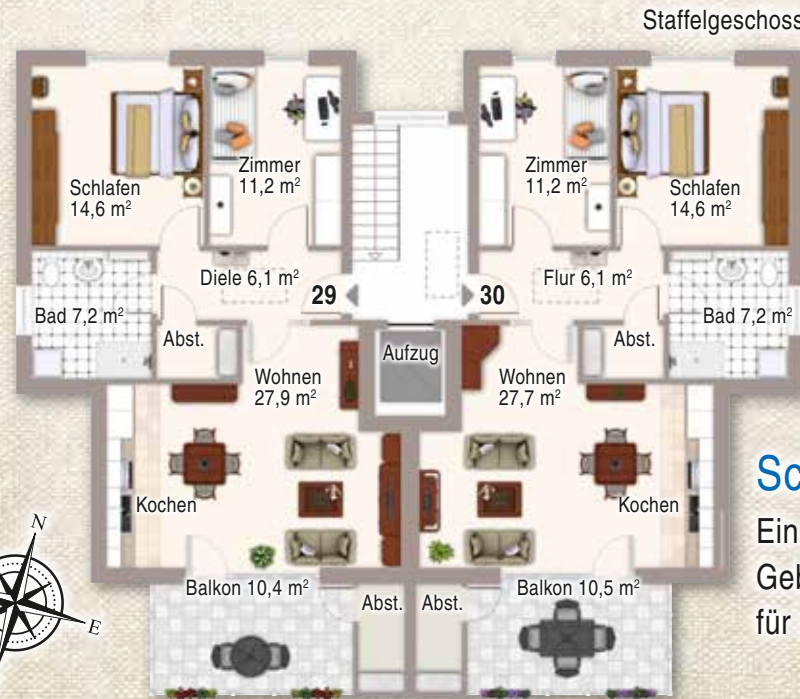 Staffelgeschoss
Schlafen
14,6 m²
Zimmer
11,2 m²
Zimmer
11,2 m²
Schlafen
14,6 m²
Diele 6,1 m²
29
30
Flur 6,1 m²
Bad 7,2 m²
Abst.
Aufzug
Abst.
Bad 7,2 m²
Wohnen
27,9 m²
Wohnen
27,7 m²
Kochen
Kochen
Balkon 10,4 m²
Abst.
Abst.
Balkon 10,5 m²
N
E
Sc
Ein
Geb
für